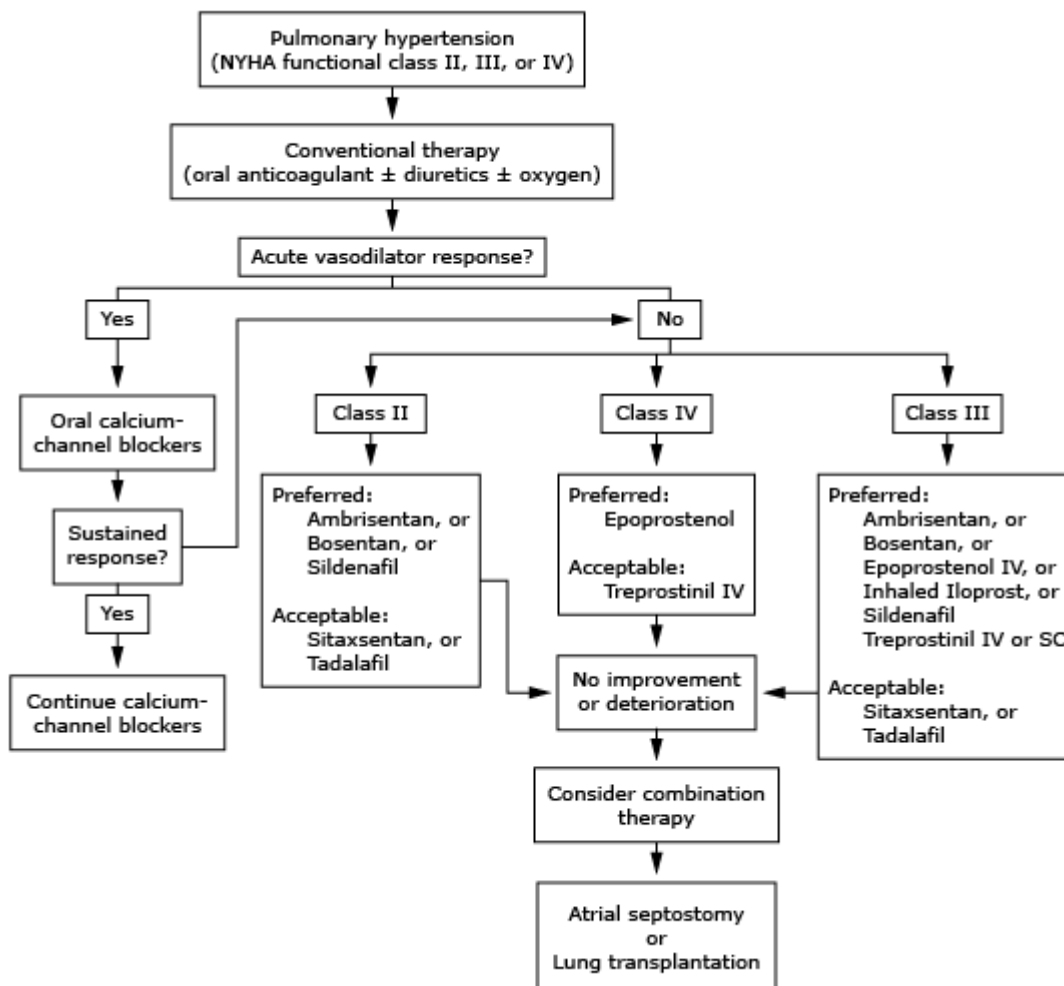 Pulmonary hypertension
(NYHA functional class II, III, or IV)
Conventional therapy
(oral anticoagulant ± diuretics ± oxygen)
Acute vasodilator response?
Yes
No
Oral calcium-
channel blockers
Sustained
response?
Yes
Continue calcium-
channel blockers
Class II
Class IV
Class III
Preferred:
Ambrisentan, or
Bosentan, or
Sildenafil
Acceptable:
Sitaxsentan, or
Tadalafil
Preferred:
Epoprostenol
Acceptable:
Treprostinil IV
Preferred:
Ambrisentan, or
Bosentan, or
Epoprostenol IV, or
Inhaled Iloprost, or
Sildenafil
Treprostinil IV or SC
Acceptable:
Sitaxsentan, or
Tadalafil
No improvement
or deterioration
Consider combination
therapy
Atrial septostomy
or
Lung transplantation